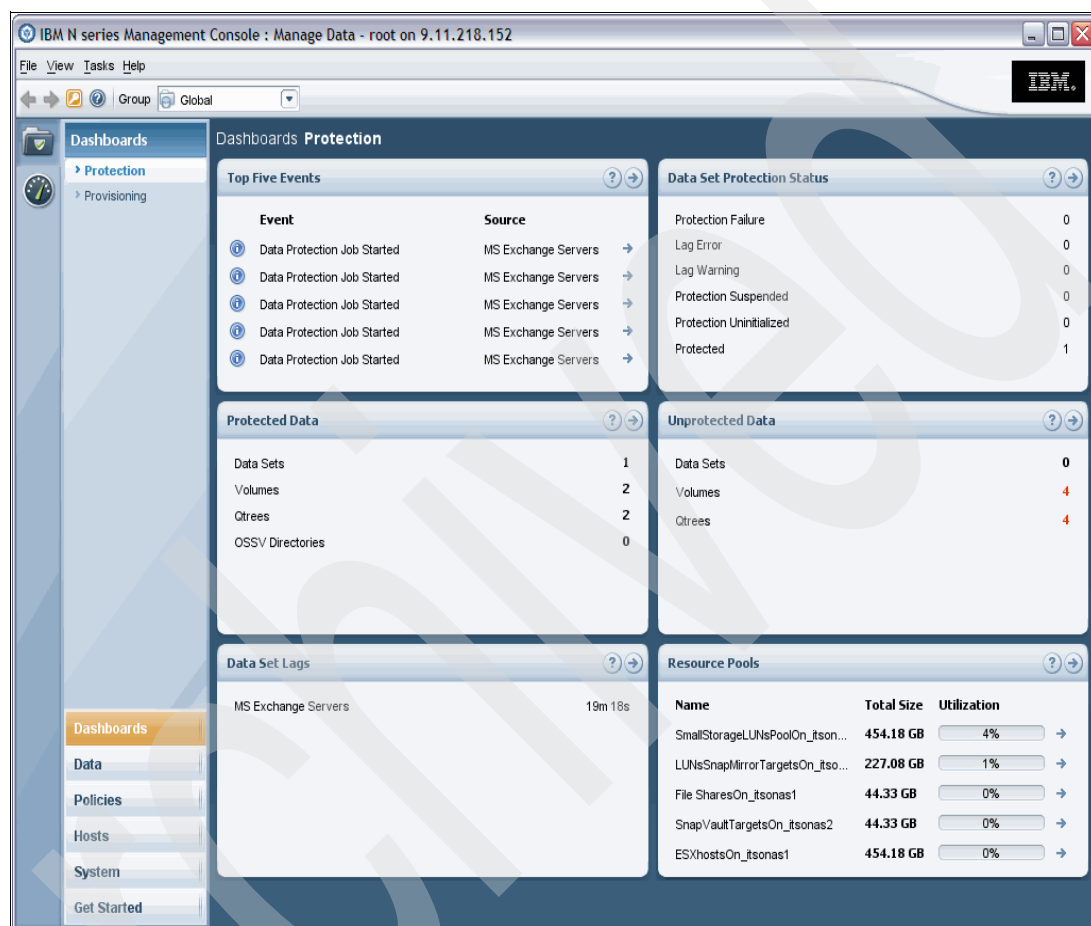 IBM N series Management Console : Manage Data - root on 9.11.218.152
File View Tasks Help
IBM.
Group Global
Dashboards
Dashboards Protection
Protection
Provisioning
Top Five Events
Event Source
Data Protection Job Started MS Exchange Servers
Data Protection Job Started MS Exchange Servers
Data Protection Job Started MS Exchange Servers
Data Protection Job Started MS Exchange Servers
Data Protection Job Started MS Exchange Servers
Data Set Protection Status
Protection Failure 0
Lag Error 0
Lag Warning 0
Protection Suspended 0
Protection Uninitialized 0
Protected 1
Protected Data
Data Sets 1
Volumes 2
Qtrees 2
OSSV Directories 0
Unprotected Data
Data Sets 0
Volumes 4
Qtrees 4
Data Set Lags
MS Exchange Servers 19m 18s
Resource Pools
Name Total Size Utilization
SmallStorageLUNsPoolOn_itson... 454.18 GB 4%
LUNsSnapMirrorTargetsOn_itso... 227.08 GB 1%
File SharesOn_itsonas1 44.33 GB 0%
SnapVaultTargetsOn_itsonas2 44.33 GB 0%
ESXhostsOn_itsonas1 454.18 GB 0%
Dashboards
Data
Policies
Hosts
System
Get Started